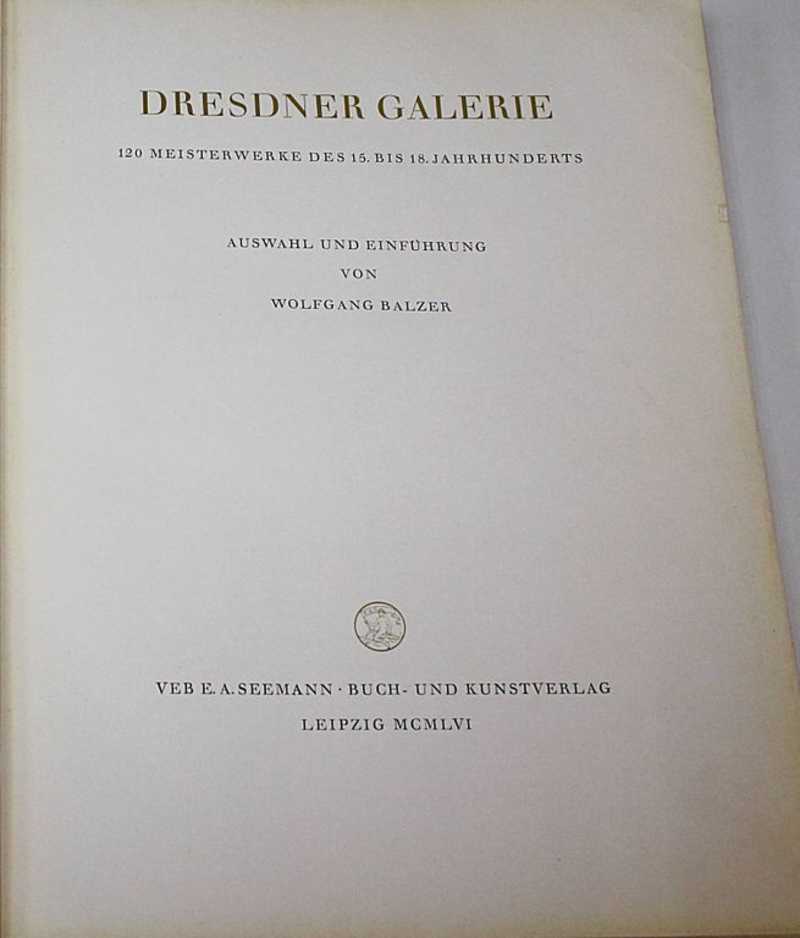 DRESDNER GALERIE
120 MEISTERWERKE DES 15. BIS 18. JAHRHUNDERTS
AUSWAHL UND EINFÜHRUNG
VON
WOLFGANG BALZER
VEB E. A. SEEMANN · BUCH- UND KUNSTVERLAG
LEIPZIG MCMLVI